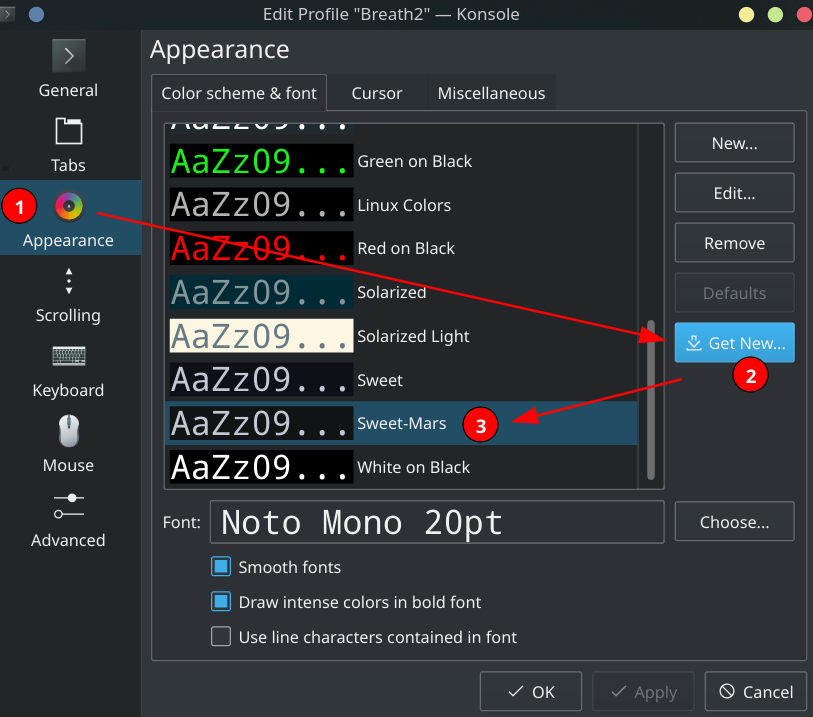 Edit Profile "Breath2" — Konsole
General
Tabs
1
Appearance
Scrolling
Keyboard
Mouse
Advanced
Appearance
Color scheme & font
Cursor
Miscellaneous
AaZz09...
AaZz09... Green on Black
AaZz09... Linux Colors
AaZz09... Red on Black
AaZz09... Solarized
AaZz09... Solarized Light
AaZz09... Sweet
AaZz09... Sweet-Mars 3
AaZz09... White on Black
New...
Edit...
Remove
Defaults
Get New...
2
Font: Noto Mono 20pt
Choose...
Smooth fonts
Draw intense colors in bold font
Use line characters contained in font
OK
Apply
Cancel